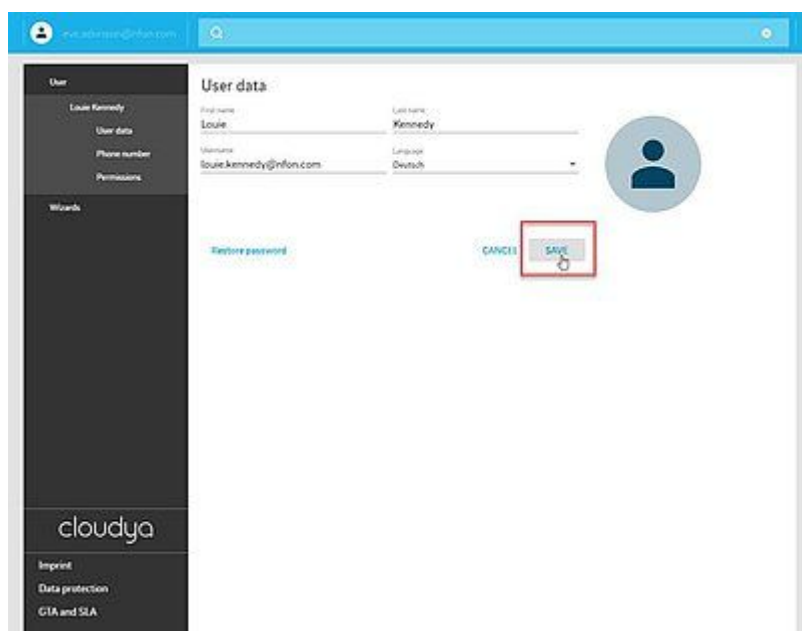 User
Louie Kennedy
User data
Phone number
Permissions
Wizards
User data
First name
Last name
Louie
Kennedy
Username
Language
louie.kennedy@nfon.com
Deutsch
Restore password
CANCEL
SAVE
cloudya
Imprint
Data protection
GTA and SLA